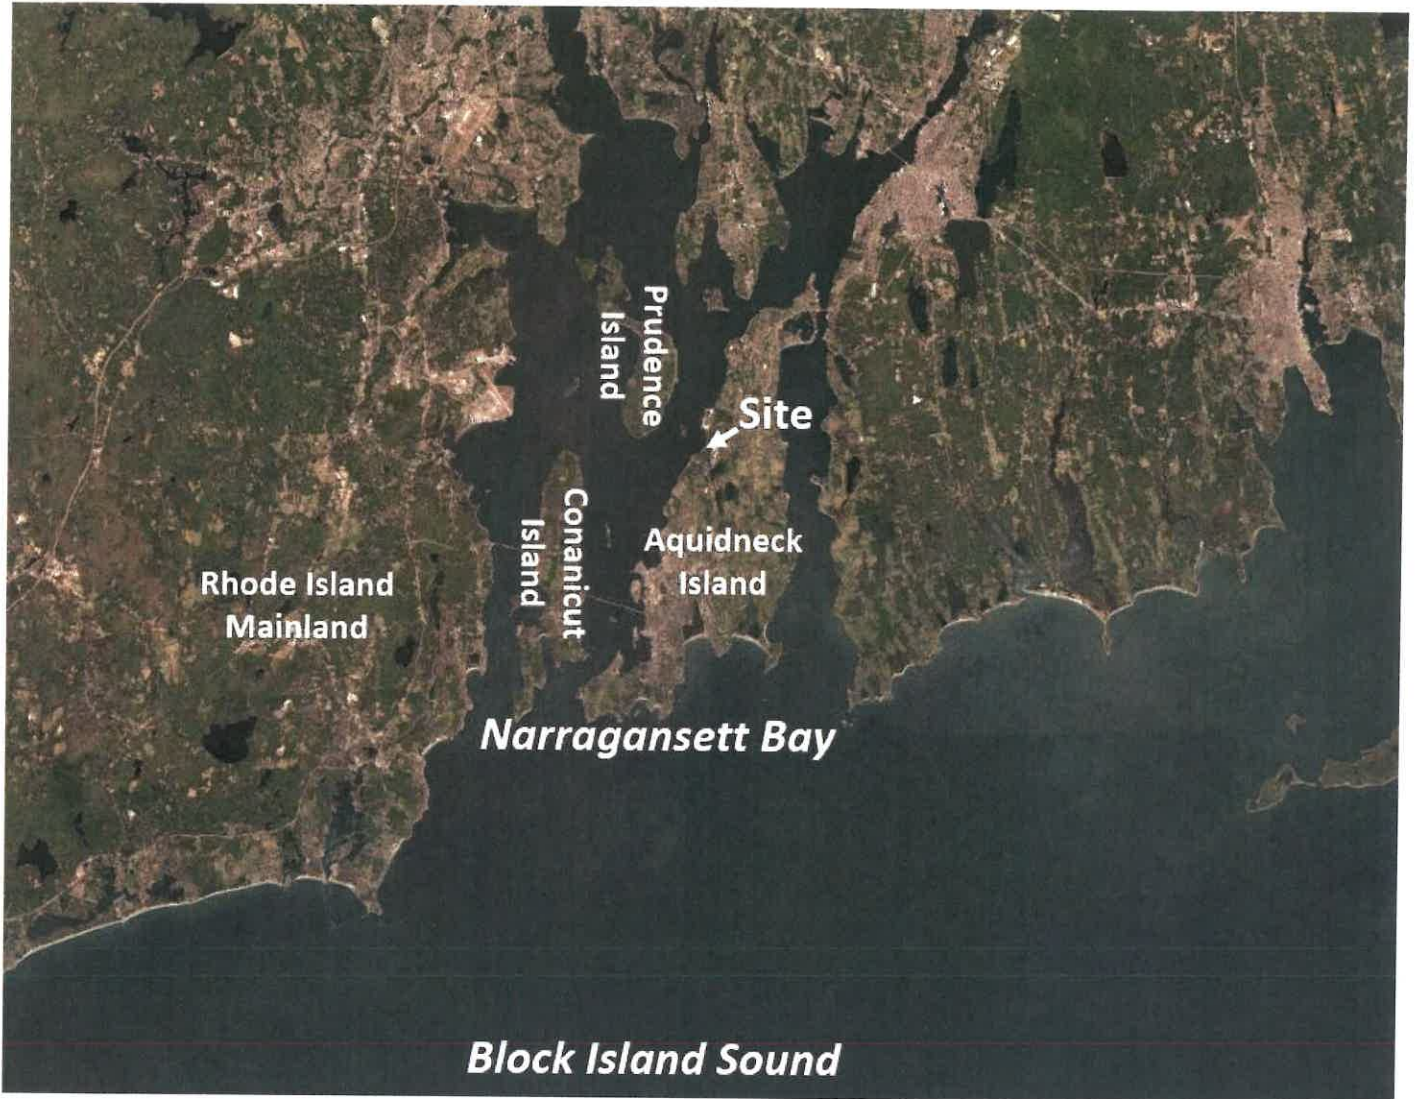 Prudence
Island
Site
Conanicut
Island
Aquidneck
Island
Rhode Island
Mainland
Narragansett Bay
Block Island Sound